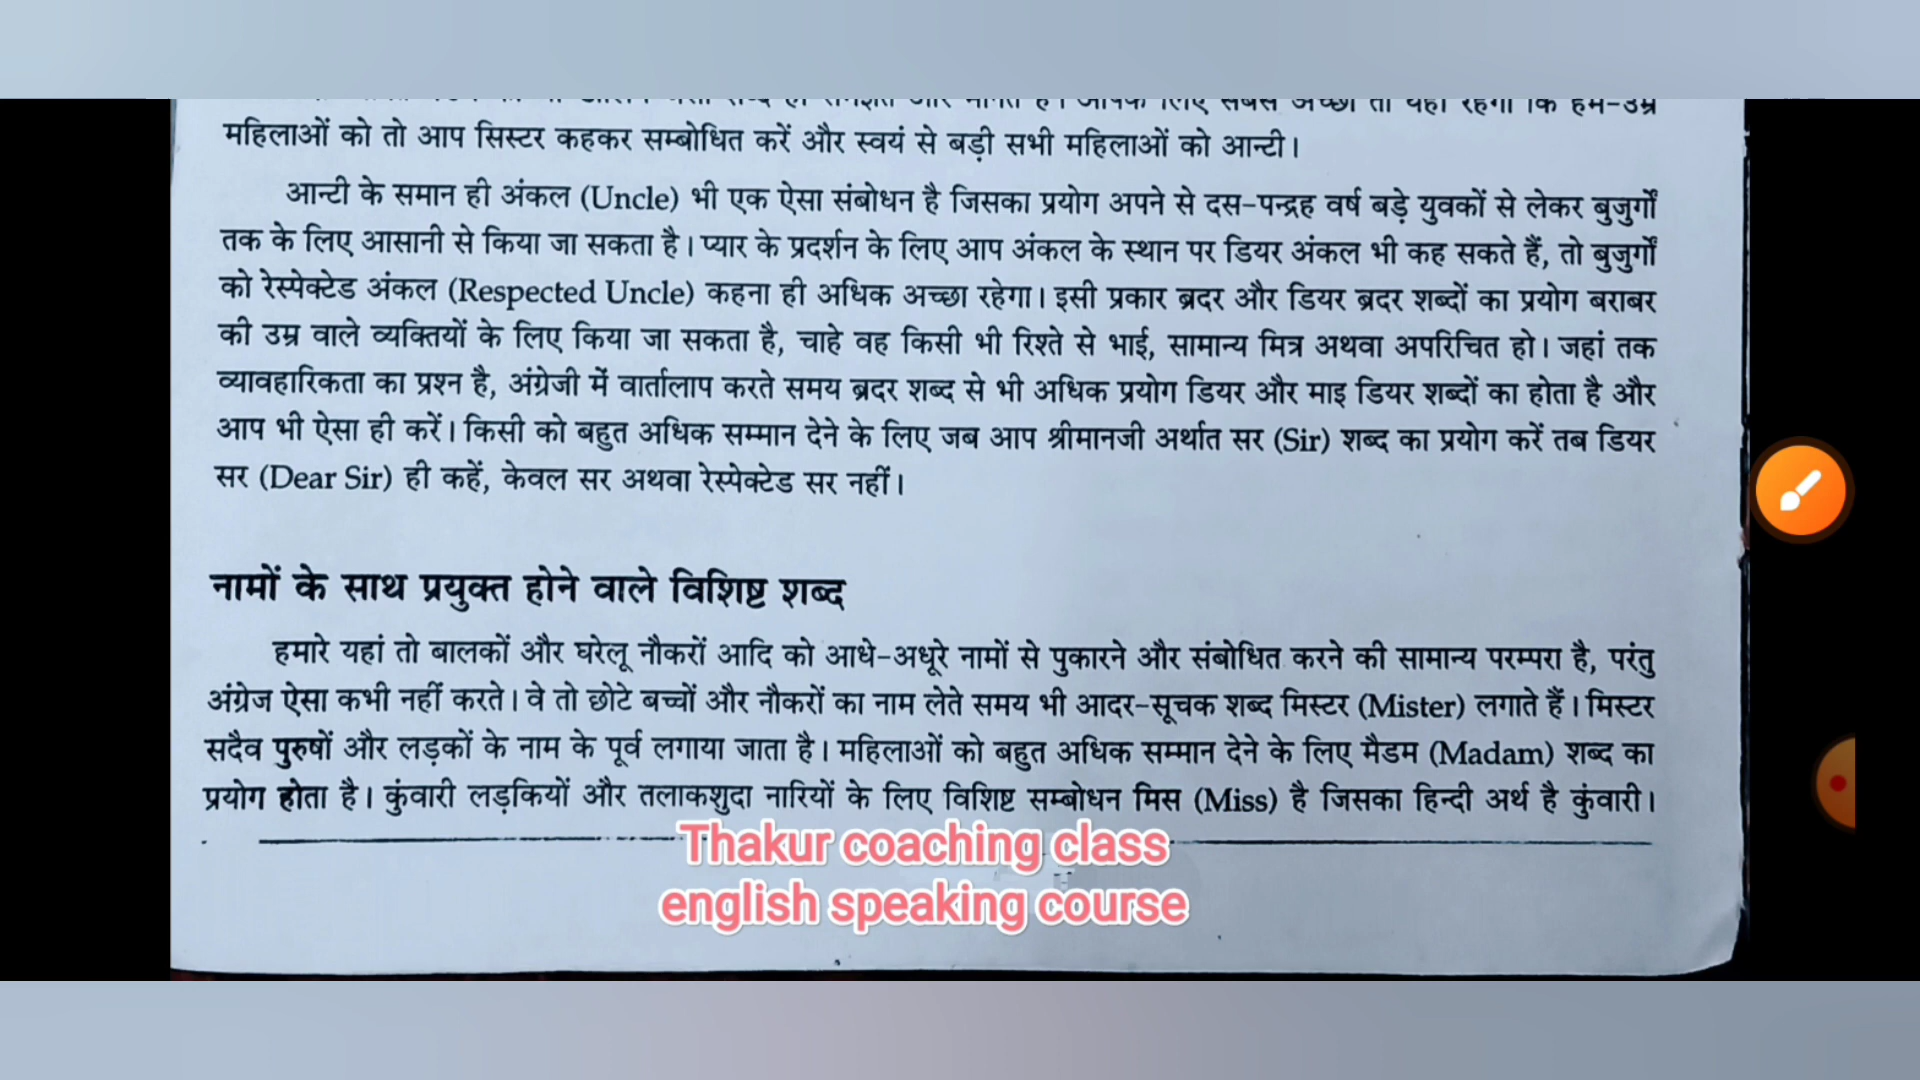 सबसे अच्छा तो यही रहेगा कि हम-उम्र
महिलाओं को तो आप सिस्टर कहकर सम्बोधित करें और स्वयं से बड़ी सभी महिलाओं को आन्टी।
आन्टी के समान ही अंकल (Uncle) भी एक ऐसा संबोधन है जिसका प्रयोग अपने से दस-पन्द्रह वर्ष बड़े युवकों से लेकर बुजुर्गों
तक के लिए आसानी से किया जा सकता है। प्यार के प्रदर्शन के लिए आप अंकल के स्थान पर डियर अंकल भी कह सकते हैं, तो बुजुर्गों
को रेस्पेक्टेड अंकल (Respected Uncle) कहना ही अधिक अच्छा रहेगा। इसी प्रकार ब्रदर और डियर ब्रदर शब्दों का प्रयोग बराबर
की उम्र वाले व्यक्तियों के लिए किया जा सकता है, चाहे वह किसी भी रिश्ते से भाई, सामान्य मित्र अथवा अपरिचित हो। जहां तक
व्यावहारिकता का प्रश्न है, अंग्रेजी में वार्तालाप करते समय ब्रदर शब्द से भी अधिक प्रयोग डियर और माइ डियर शब्दों का होता है और
आप भी ऐसा ही करें। किसी को बहुत अधिक सम्मान देने के लिए जब आप श्रीमानजी अर्थात सर (Sir) शब्द का प्रयोग करें तब डियर
सर (Dear Sir) ही कहें, केवल सर अथवा रेस्पेक्टेड सर नहीं।
नामों के साथ प्रयुक्त होने वाले विशिष्ट शब्द
हमारे यहां तो बालकों और घरेलू नौकरों आदि को आधे-अधूरे नामों से पुकारने और संबोधित करने की सामान्य परम्परा है, परंतु
अंग्रेज ऐसा कभी नहीं करते। वे तो छोटे बच्चों और नौकरों का नाम लेते समय भी आदर-सूचक शब्द मिस्टर (Mister) लगाते हैं। मिस्टर
सदैव पुरुषों और लड़कों के नाम के पूर्व लगाया जाता है। महिलाओं को बहुत अधिक सम्मान देने के लिए मैडम (Madam) शब्द का
प्रयोग होता है। कुंवारी लड़कियों और तलाकशुदा नारियों के लिए विशिष्ट सम्बोधन मिस (Miss) है जिसका हिन्दी अर्थ है कुंवारी।
Thakur coaching class
english speaking course